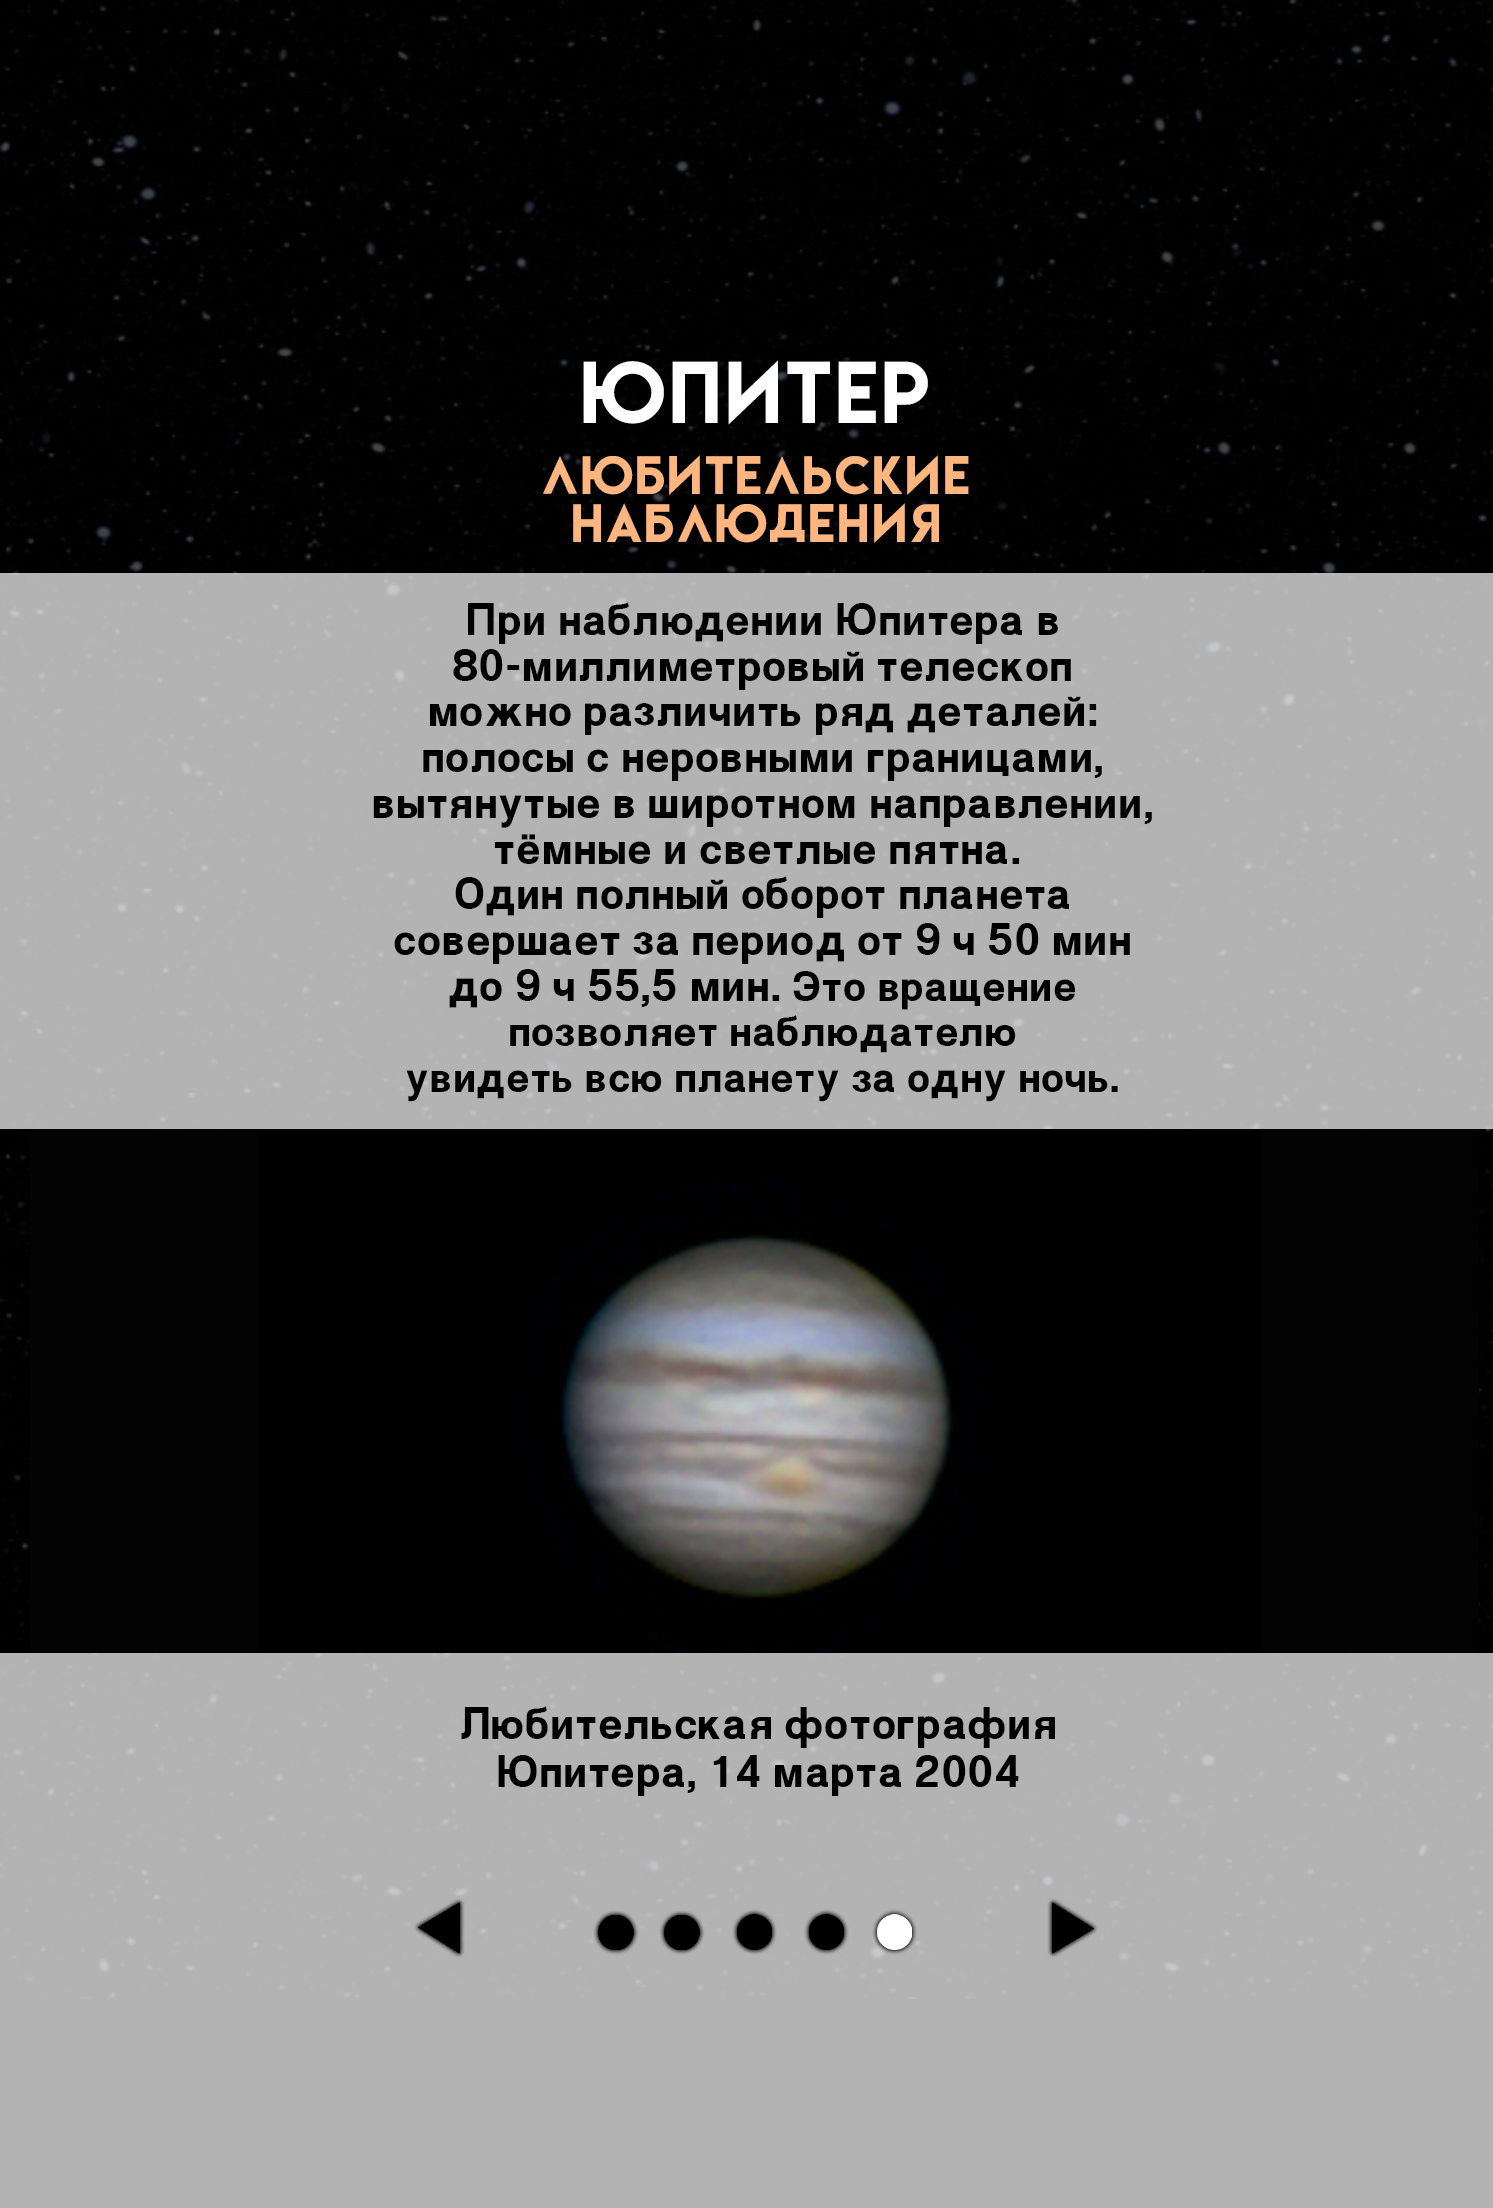 ЮПИТЕР
ЛЮБИТЕЛЬСКИЕ
НАБЛЮДЕНИЯ
При наблюдении Юпитера в
80-миллиметровый телескоп
можно различить ряд деталей:
полосы с неровными границами,
вытянутые в широтном направлении,
тёмные и светлые пятна.
Один полный оборот планета
совершает за период от 9 ч 50 мин
до 9 ч 55,5 мин. Это вращение
позволяет наблюдателю
увидеть всю планету за одну ночь.
Любительская фотография
Юпитера, 14 марта 2004